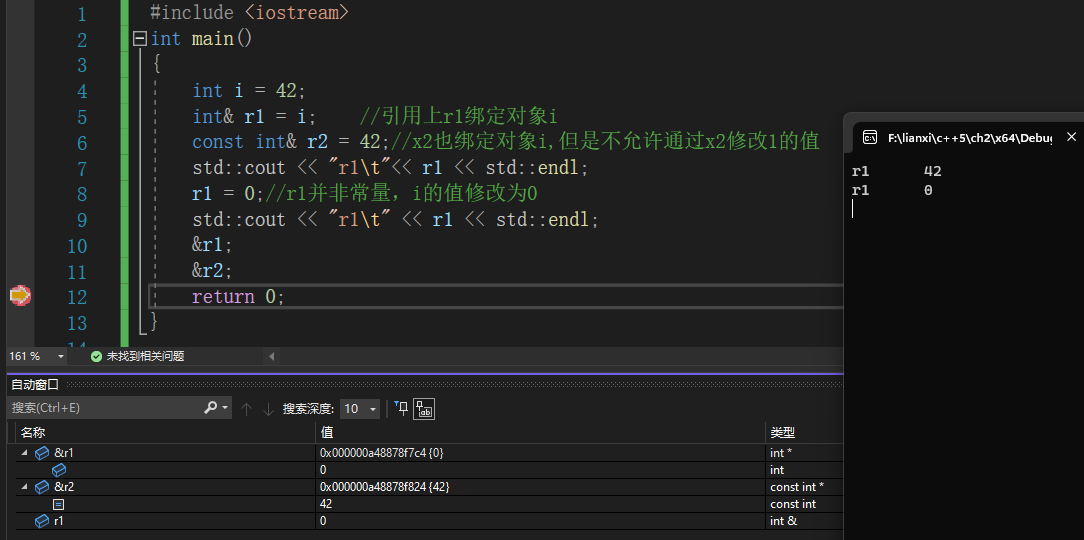 1 #include <iostream>
2 int main()
3 {
4 int i = 42;
5 int& r1 = i; //引用上r1绑定对象i
6 const int& r2 = 42;//x2也绑定对象i,但是不允许通过x2修改1的值
7 std::cout << "r1\t"<< r1 << std::endl;
8 r1 = 0;//r1并非常量，i的值修改为0
9 std::cout << "r1\t" << r1 << std::endl;
10 &r1;
11 &r2;
12 return 0;
13 }
F:\lianxi\c++5\ch2\x64\Debug
r1 42
r1 0
161 % 未找到相关问题
自动窗口
搜索(Ctrl+E) 搜索深度: 10
名称 值 类型
&r1 0x000000a48878f7c4 {0} int *
0 int
&r2 0x000000a48878f824 {42} const int *
42 const int
r1 0 int &